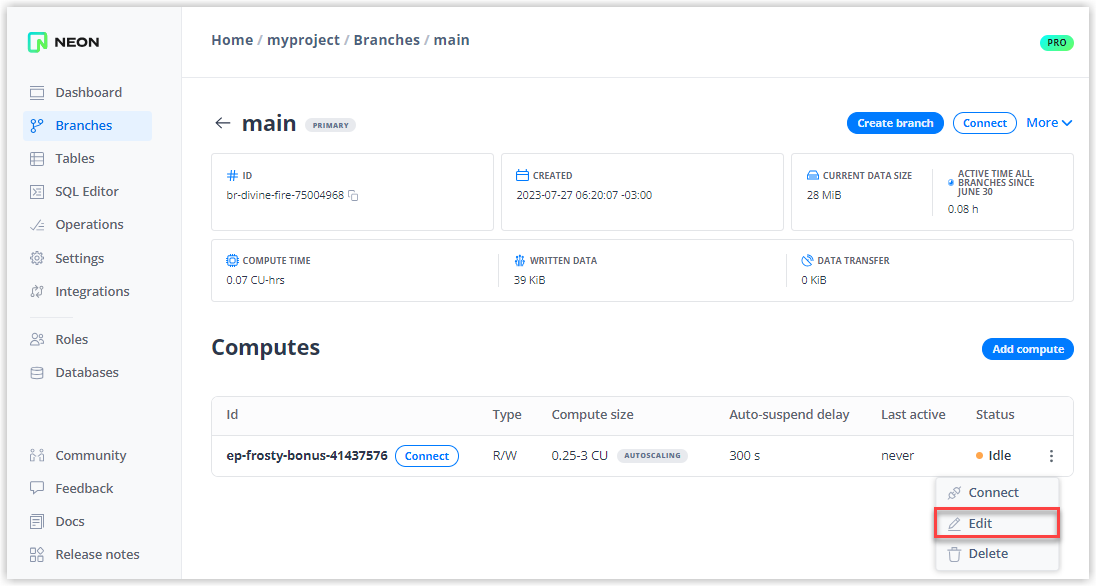 NEON
Home / myproject / Branches / main
PRO
Dashboard
Branches
Tables
SQL Editor
Operations
Settings
Integrations
Roles
Databases
Community
Feedback
Docs
Release notes
main PRIMARY
Create branch Connect More
ID
br-divine-fire-75004968
CREATED
2023-07-27 06:20:07 -03:00
CURRENT DATA SIZE
28 MiB
ACTIVE TIME ALL
BRANCHES SINCE
JUNE 30
0.08 h
COMPUTE TIME
0.07 CU-hrs
WRITTEN DATA
39 KiB
DATA TRANSFER
0 KiB
Computes
Add compute
Id Type Compute size Auto-suspend delay Last active Status
ep-frosty-bonus-41437576 Connect R/W 0.25-3 CU AUTOSCALING 300 s never Idle
Connect
Edit
Delete